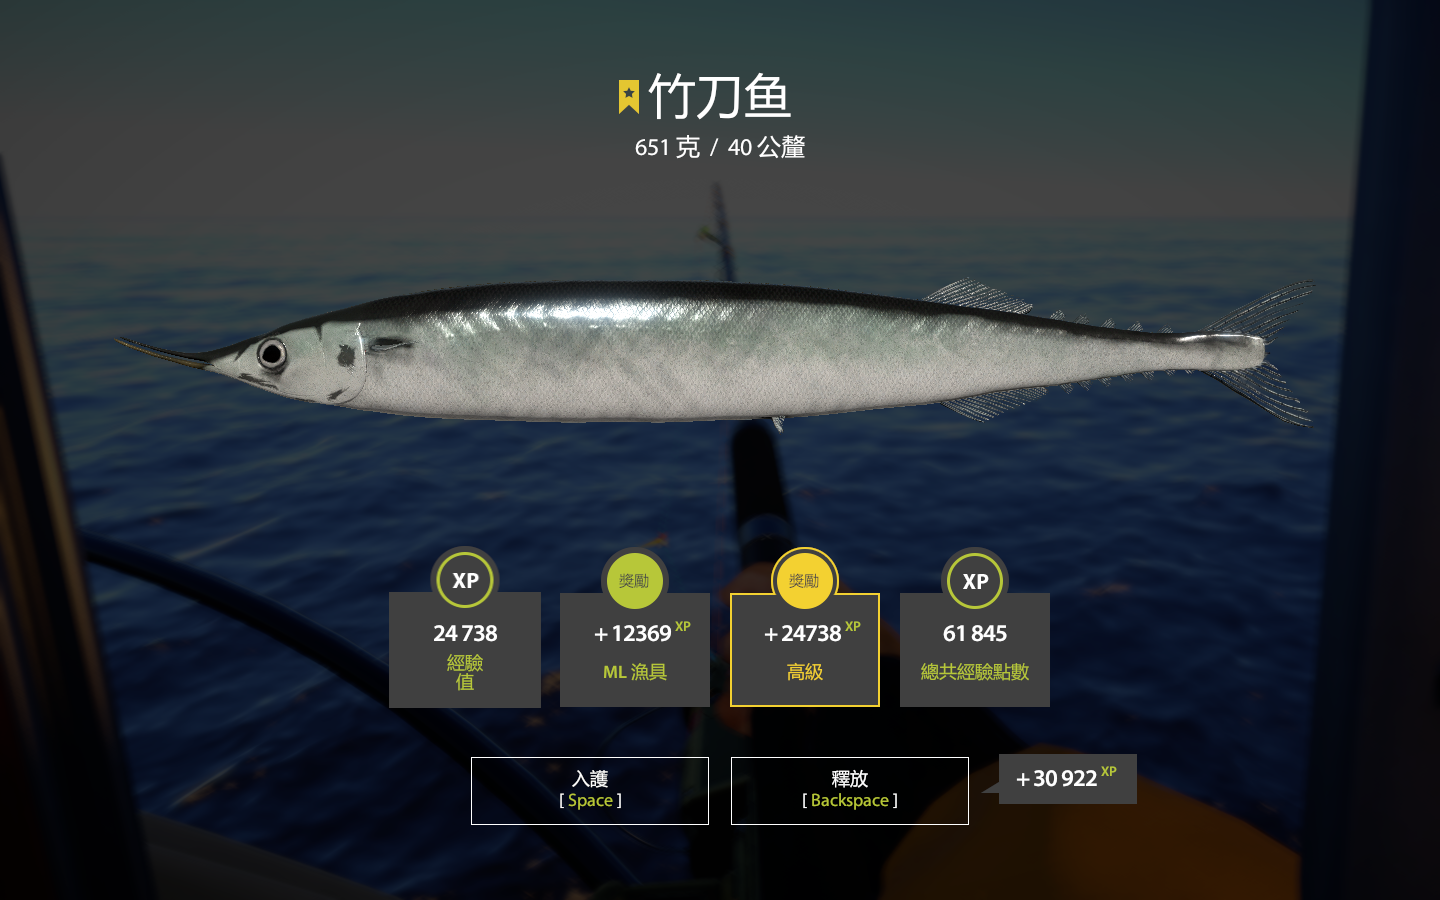 竹刀鱼
651 克 / 40 公釐
XP
24 738
經驗
值
獎勵
+ 12369 XP
ML 漁具
獎勵
+ 24738 XP
高級
XP
61 845
總共經驗點數
入護
[ Space ]
釋放
[ Backspace ]
+ 30 922 XP